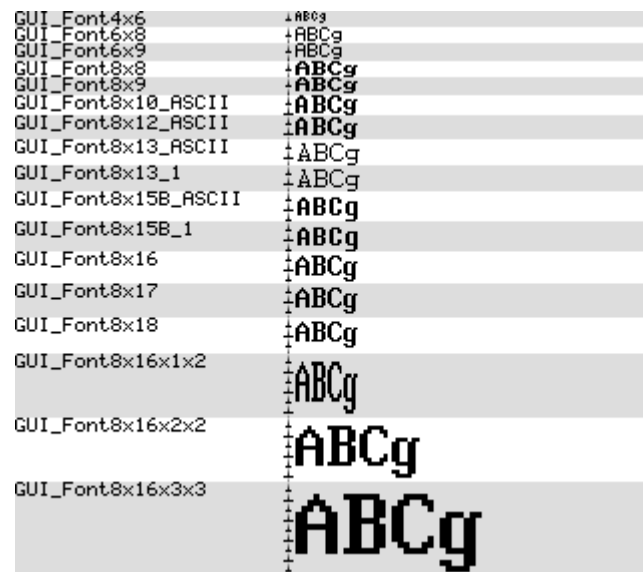 GUI_Font4x6 ABCg
GUI_Font6x8 ABCg
GUI_Font6x9 ABCg
GUI_Font8x8 ABCg
GUI_Font8x9 ABCg
GUI_Font8x10_ASCII ABCg
GUI_Font8x12_ASCII ABCg
GUI_Font8x13_ASCII ABCg
GUI_Font8x13_1 ABCg
GUI_Font8x15B_ASCII ABCg
GUI_Font8x15B_1 ABCg
GUI_Font8x16 ABCg
GUI_Font8x17 ABCg
GUI_Font8x18 ABCg
GUI_Font8x16x1x2 ABCg
GUI_Font8x16x2x2 ABCg
GUI_Font8x16x3x3 ABCg